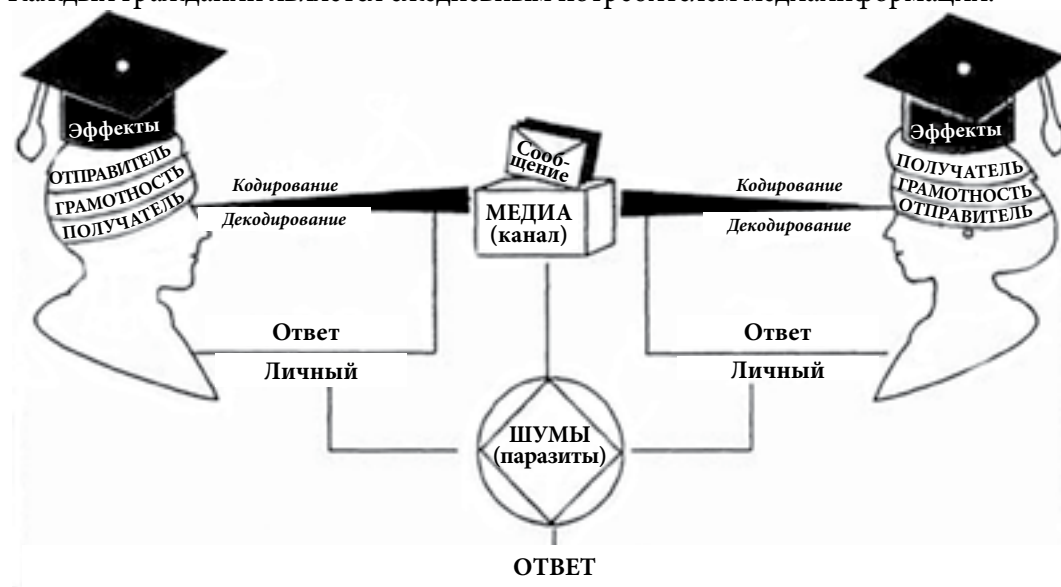 Каждый гражданин является ежедневным потребителем медиаинформации.
Эффекты
ОТПРАВИТЕЛЬ
ГРАМОТНОСТЬ
ПОЛУЧАТЕЛЬ
Кодирование
Декодирование
Сооб-
щение
МЕДИА
(канал)
Кодирование
Декодирование
Эффекты
ПОЛУЧАТЕЛЬ
ГРАМОТНОСТЬ
ОТПРАВИТЕЛЬ
Ответ
Личный
Ответ
Личный
ШУМЫ
(паразиты)
ОТВЕТ